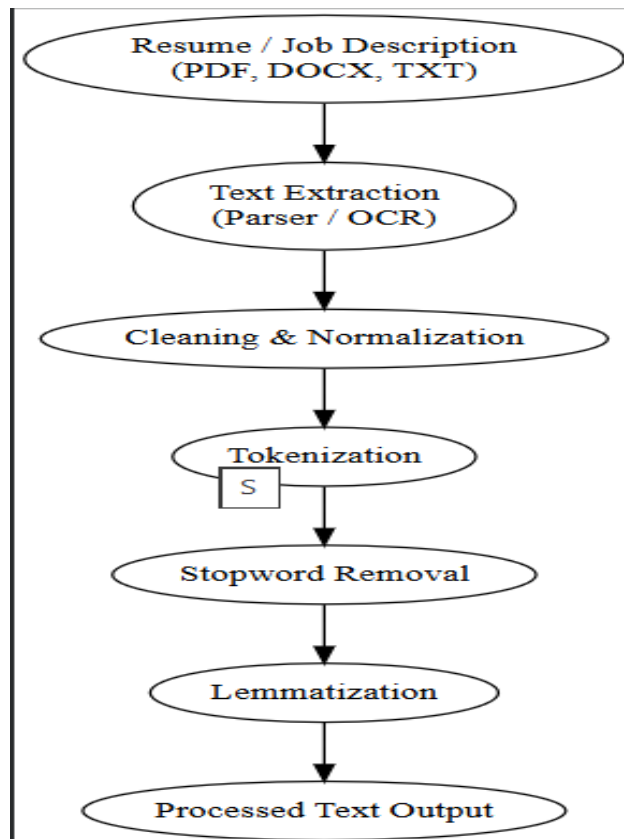 Resume / Job Description
(PDF, DOCX, TXT)
Text Extraction
(Parser / OCR)
Cleaning & Normalization
Tokenization
S
Stopword Removal
Lemmatization
Processed Text Output